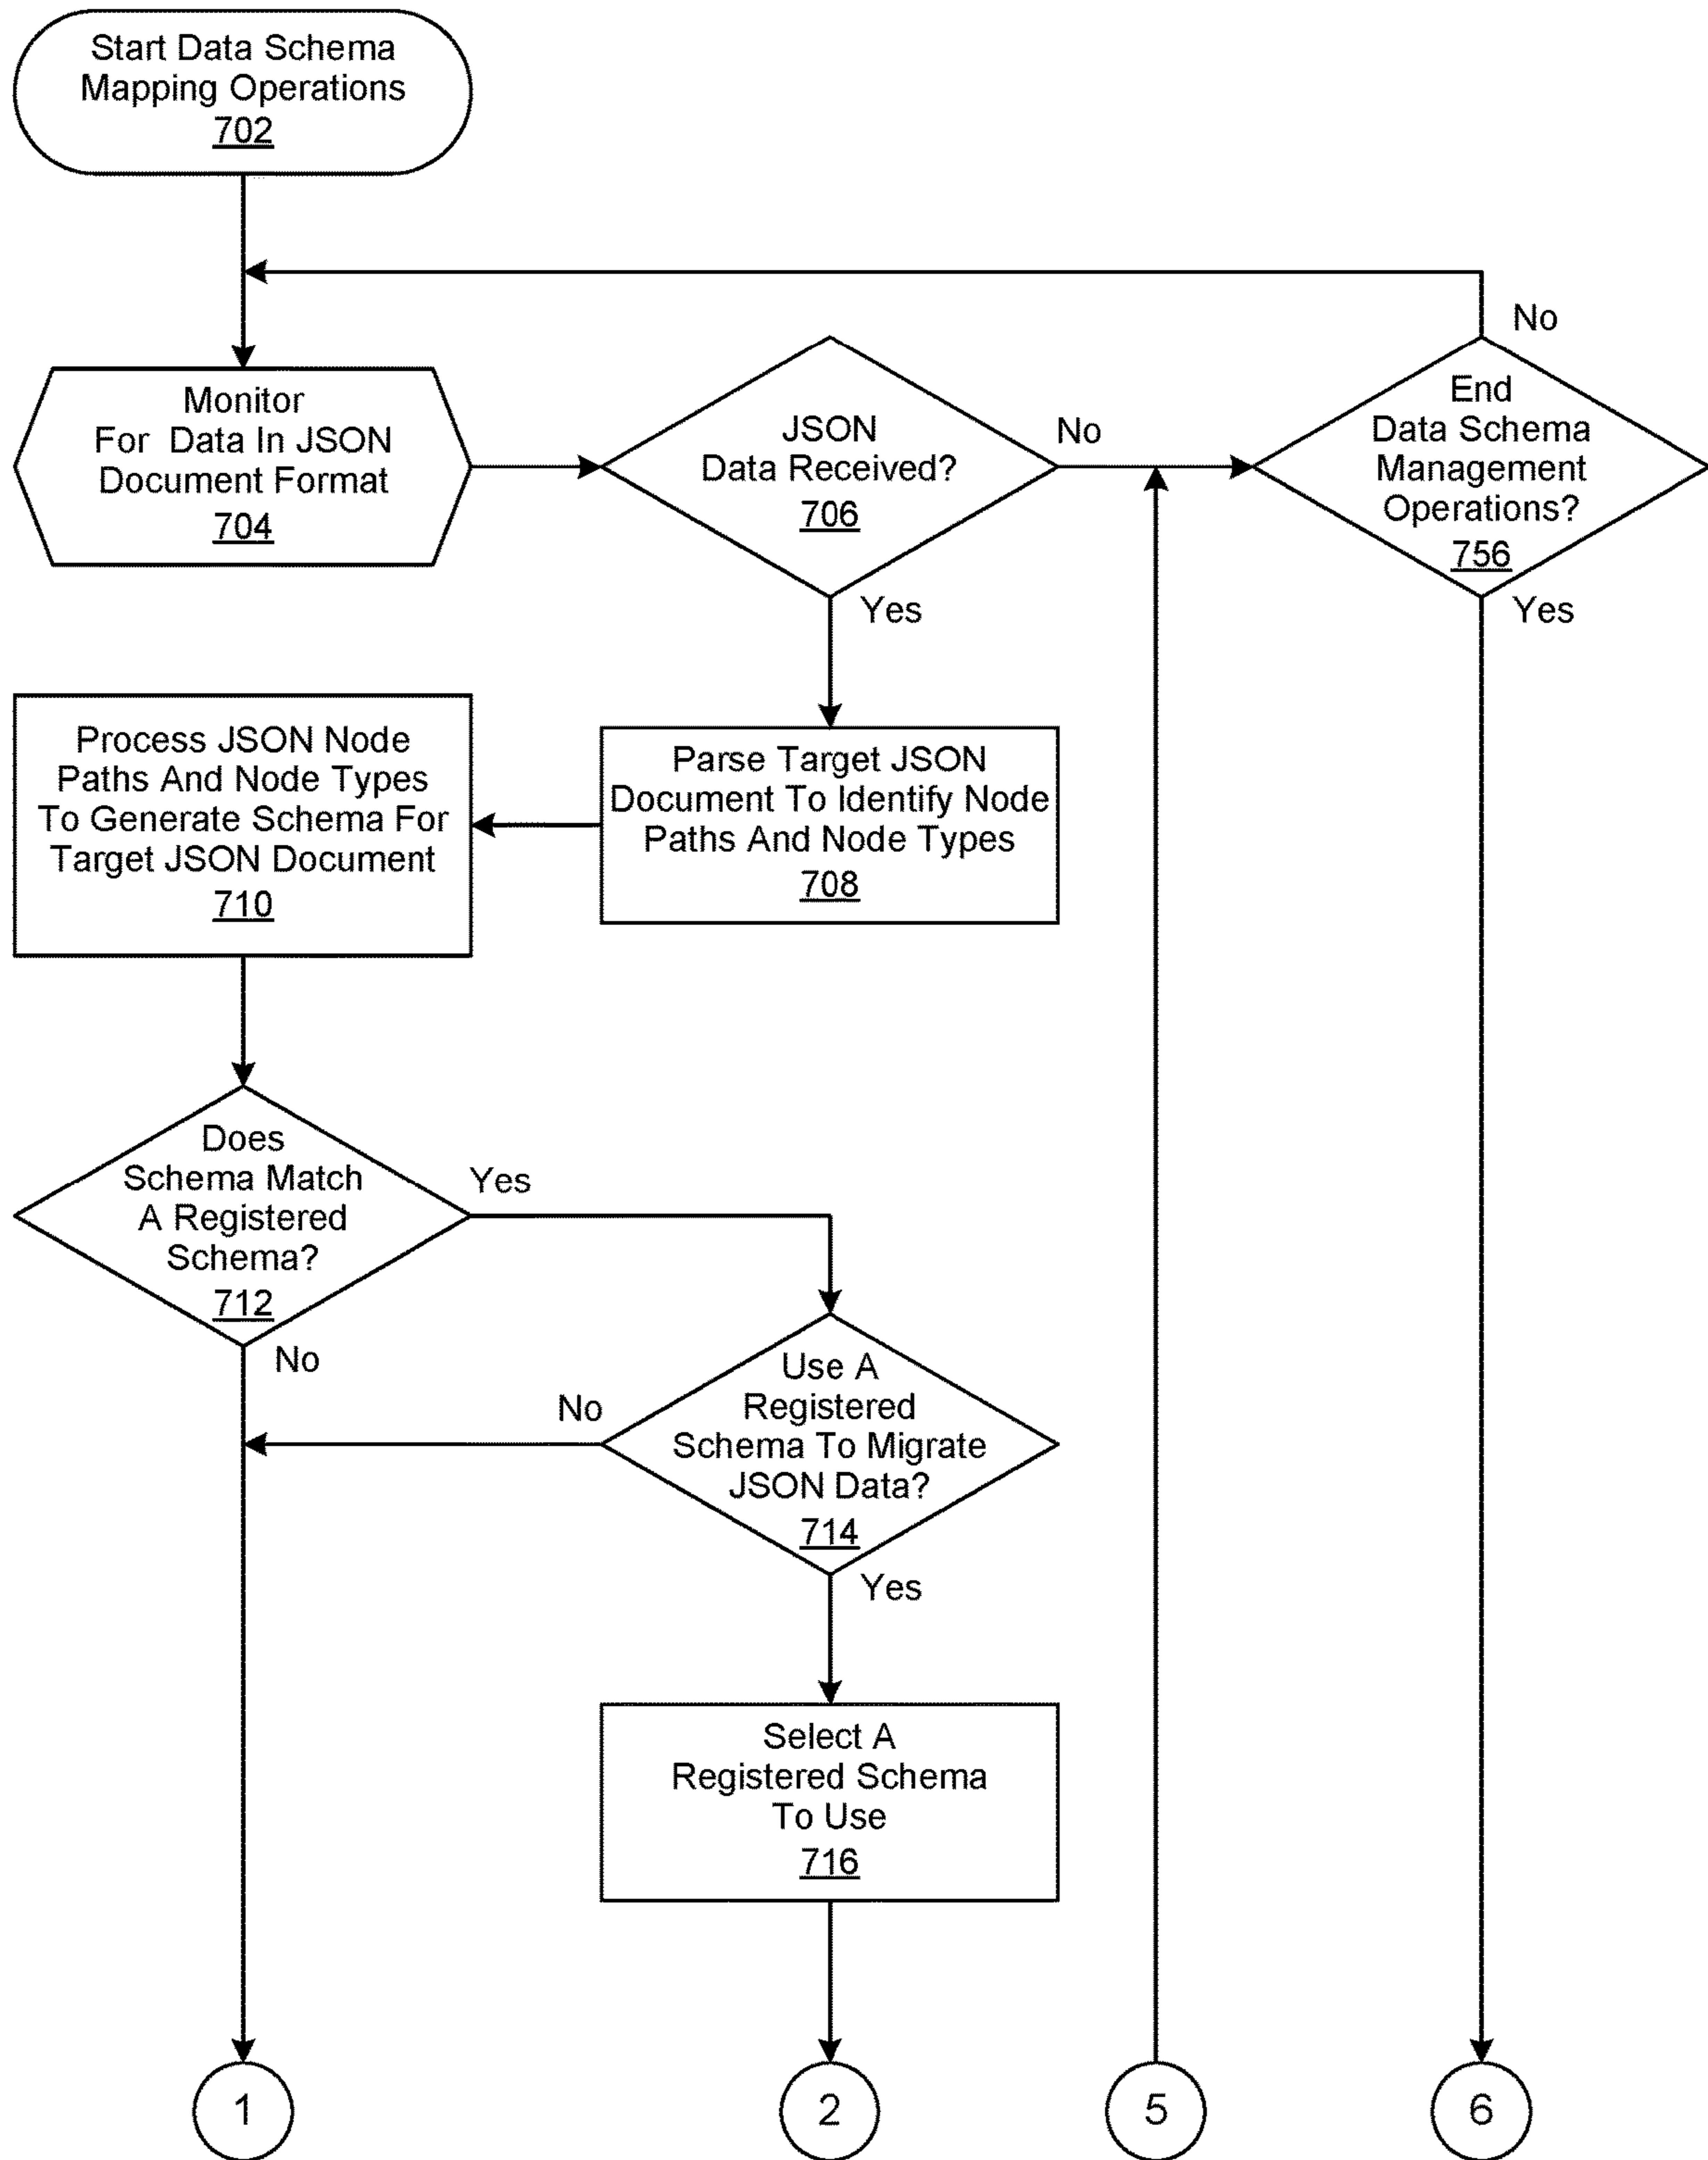 Start Data Schema
Mapping Operations
702
No
Monitor
For Data In JSON
Document Format
704
JSON
Data Received?
706
No
Yes
End
Data Schema
Management
Operations?
756
Yes
Process JSON Node
Paths And Node Types
To Generate Schema For
Target JSON Document
710
Parse Target JSON
Document To Identify Node
Paths And Node Types
708
Does
Schema Match
A Registered
Schema?
712
Yes
No
Use A
Registered
Schema To Migrate
JSON Data?
714
No
Yes
Select A
Registered Schema
To Use
716
1
2
5
6